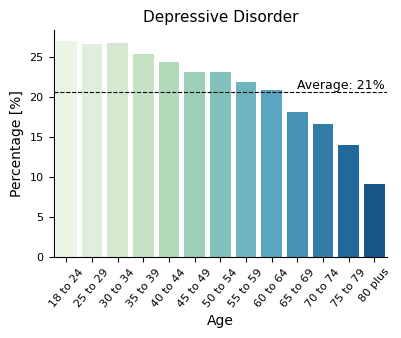 Depressive Disorder
Percentage [%]
25
20
15
10
5
0
Average: 21%
18 to 24
25 to 29
30 to 34
35 to 39
40 to 44
45 to 49
50 to 54
55 to 59
60 to 64
65 to 69
70 to 74
75 to 79
80 plus
Age